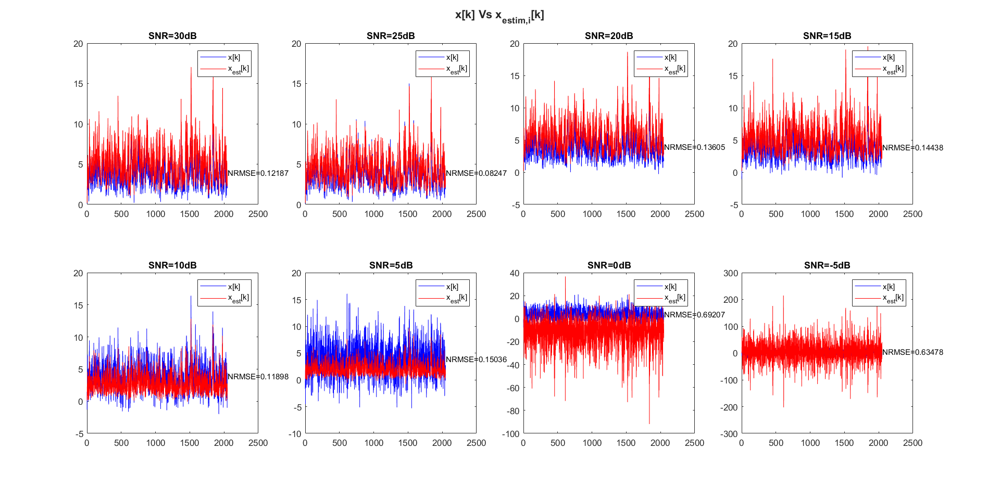 x[k] Vs x_estim,i[k]
SNR=30dB
20
15
10
5
0
0 500 1000 1500 2000 2500
x[k]
x_est[k]
NRMSE=0.12187
SNR=25dB
20
15
10
5
0
0 500 1000 1500 2000 2500
x[k]
x_est[k]
NRMSE=0.08247
SNR=20dB
20
15
10
5
0
-5
0 500 1000 1500 2000 2500
x[k]
x_est[k]
NRMSE=0.13605
SNR=15dB
20
15
10
5
0
-5
0 500 1000 1500 2000 2500
x[k]
x_est[k]
NRMSE=0.14438
SNR=10dB
20
15
10
5
0
-5
0 500 1000 1500 2000 2500
x[k]
x_est[k]
NRMSE=0.11898
SNR=5dB
20
15
10
5
0
-5
-10
0 500 1000 1500 2000 2500
x[k]
x_est[k]
NRMSE=0.15036
SNR=0dB
40
20
0
-20
-40
-60
-80
-100
0 500 1000 1500 2000 2500
x[k]
x_est[k]
NRMSE=0.69207
SNR=-5dB
300
200
100
0
-100
-200
-300
0 500 1000 1500 2000 2500
x[k]
x_est[k]
NRMSE=0.63478